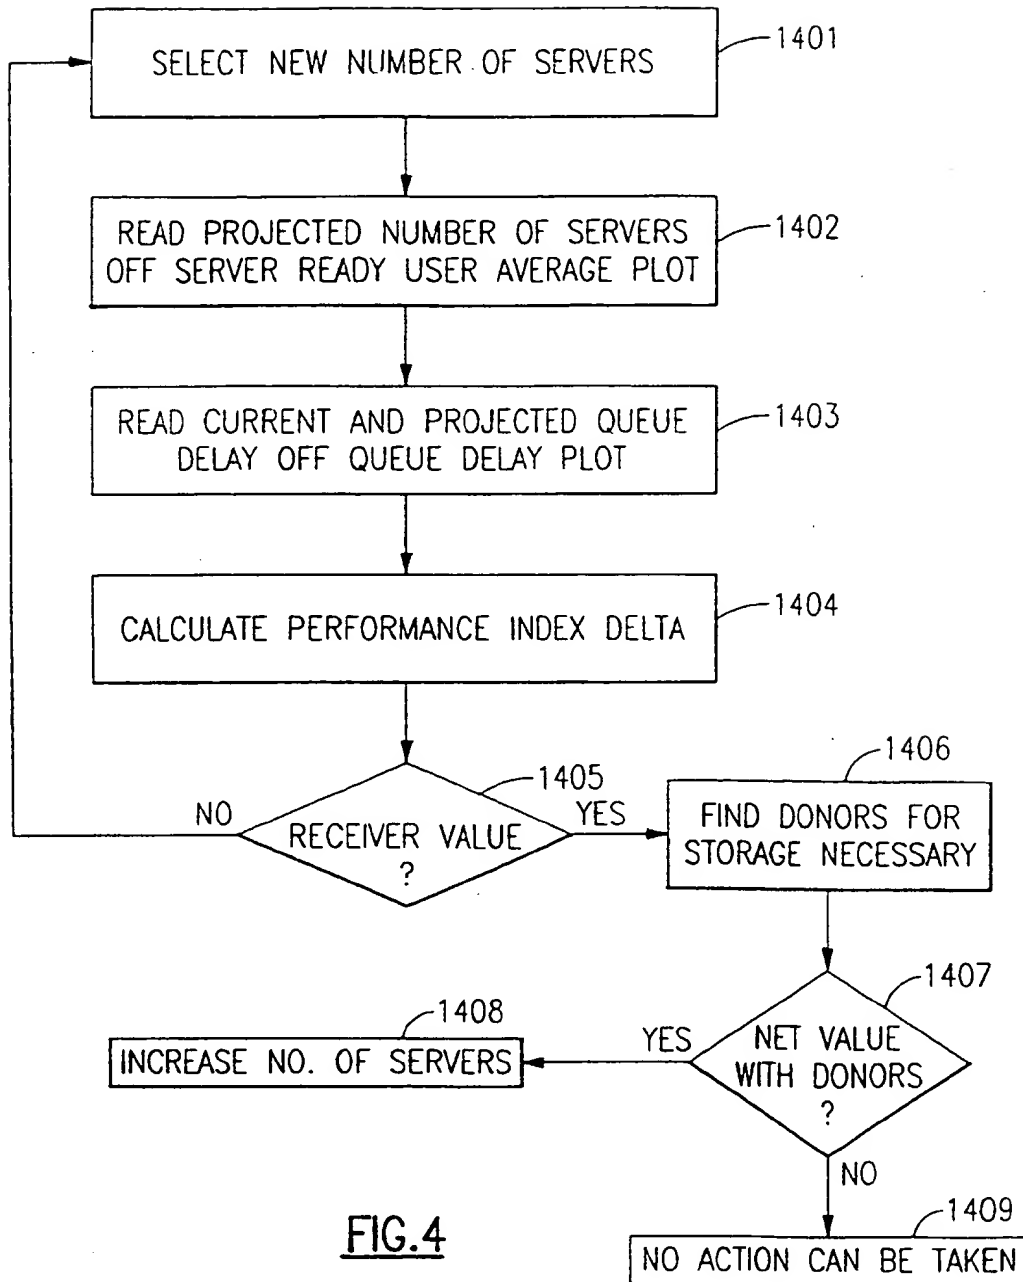 SELECT NEW NUMBER OF SERVERS
1401
READ PROJECTED NUMBER OF SERVERS
OFF SERVER READY USER AVERAGE PLOT
1402
READ CURRENT AND PROJECTED QUEUE
DELAY OFF QUEUE DELAY PLOT
1403
CALCULATE PERFORMANCE INDEX DELTA
1404
1405
NO
RECEIVER VALUE
?
YES
1406
FIND DONORS FOR
STORAGE NECESSARY
1407
NET VALUE
WITH DONORS
?
YES
1408
INCREASE NO. OF SERVERS
NO
1409
NO ACTION CAN BE TAKEN
FIG.4